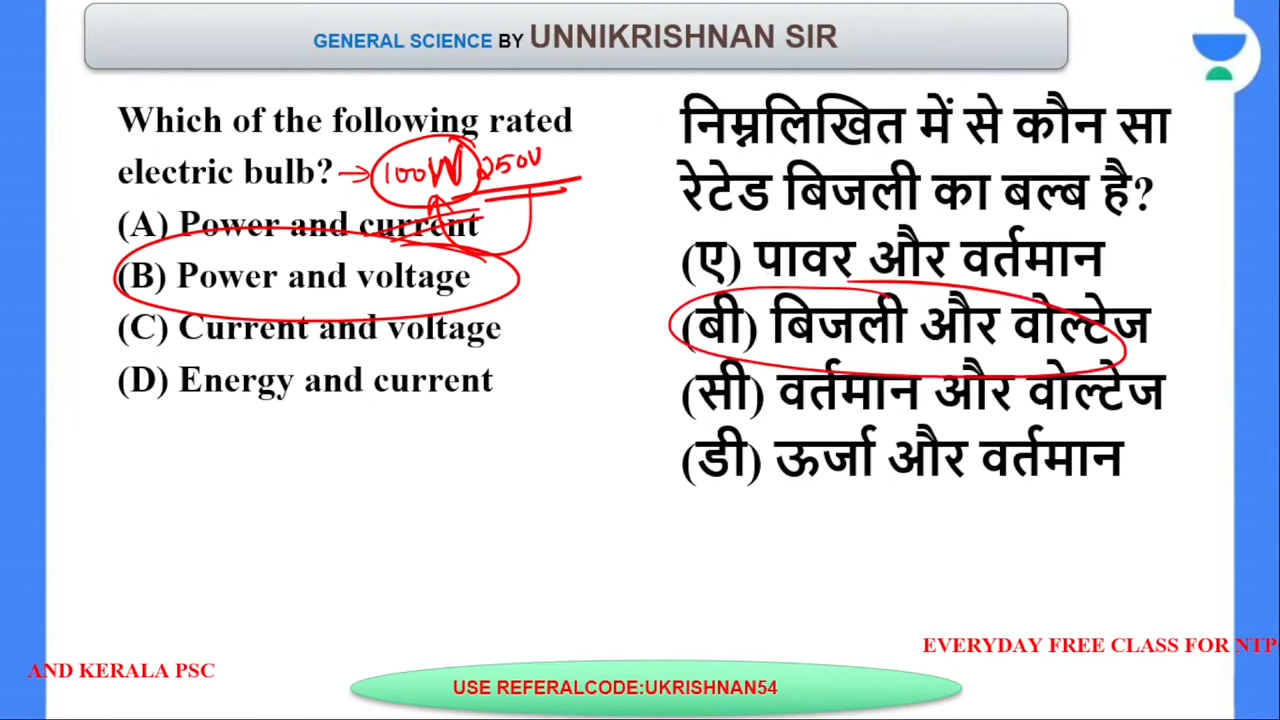 GENERAL SCIENCE BY UNNIKRISHNAN SIR
Which of the following rated
electric bulb? → 100W 250V
(A) Power and current
(B) Power and voltage
(C) Current and voltage
(D) Energy and current
निम्नलिखित में से कौन सा
रेटेड बिजली का बल्ब है?
(ए) पावर और वर्तमान
(बी) बिजली और वोल्टेज
(सी) वर्तमान और वोल्टेज
(डी) ऊर्जा और वर्तमान
EVERYDAY FREE CLASS FOR NTP
AND KERALA PSC
USE REFERALCODE:UKRISHNAN54